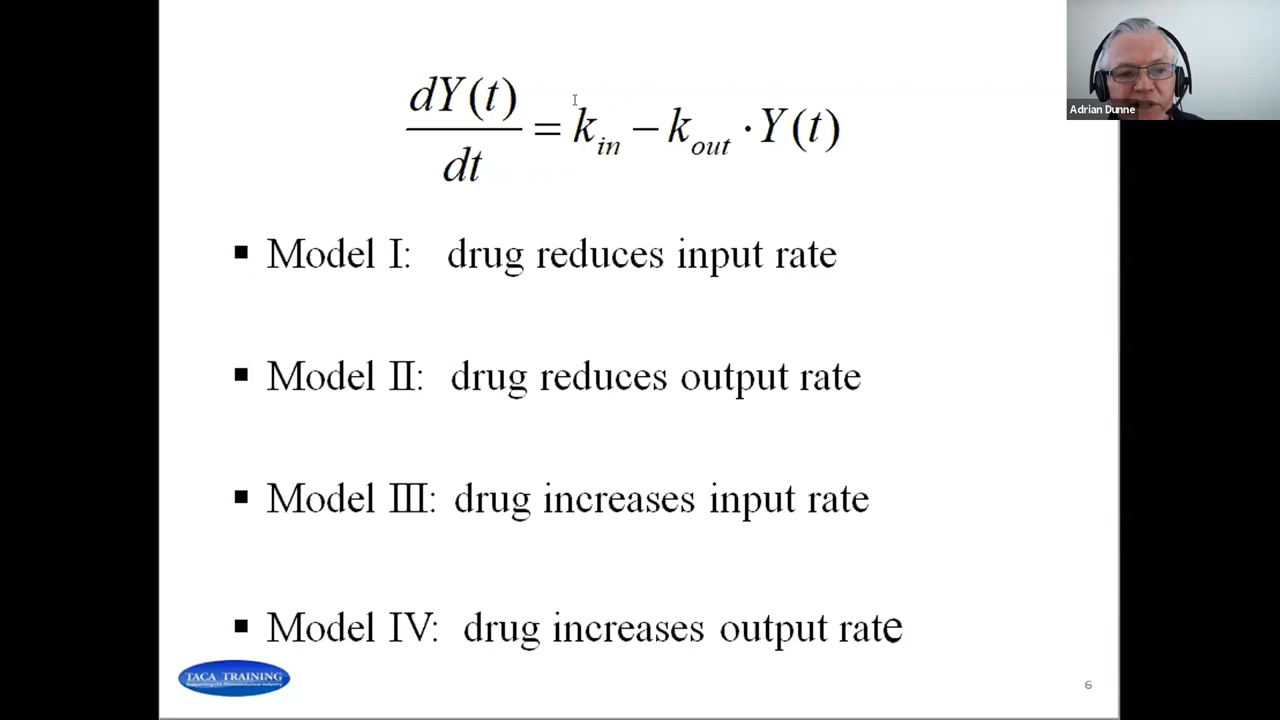 dY(t)/dt = k_in − k_out · Y(t)
▪ Model I: drug reduces input rate
▪ Model II: drug reduces output rate
▪ Model III: drug increases input rate
▪ Model IV: drug increases output rate
TACA TRAINING
6
Adrian Dunne